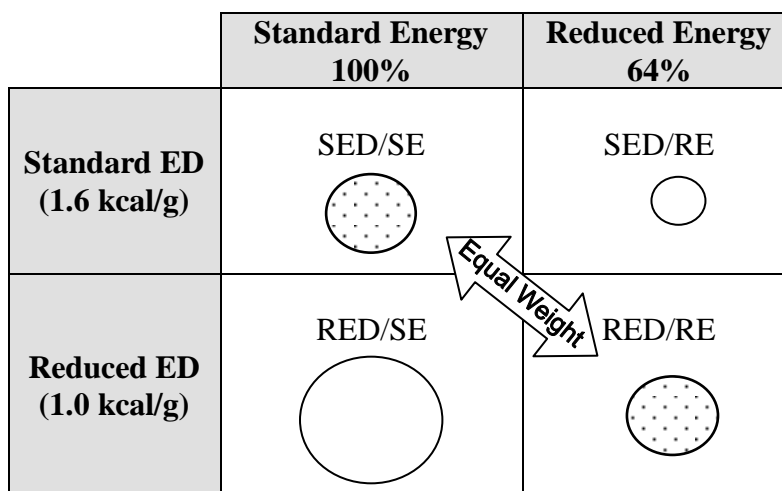 Standard Energy
100%
Reduced Energy
64%
Standard ED
(1.6 kcal/g)
SED/SE
SED/RE
Equal Weight
Reduced ED
(1.0 kcal/g)
RED/SE
RED/RE